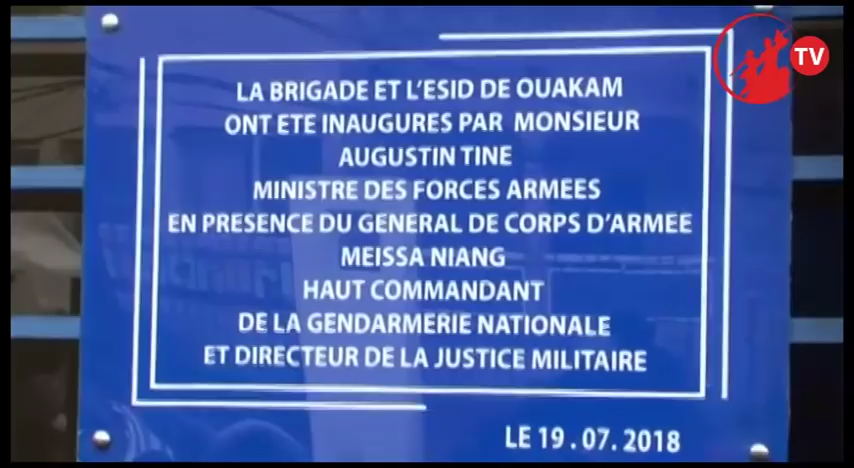 TV
LA BRIGADE ET L'ESID DE OUAKAM
ONT ETE INAUGURES PAR MONSIEUR
AUGUSTIN TINE
MINISTRE DES FORCES ARMEES
EN PRESENCE DU GENERAL DE CORPS D'ARMEE
MEISSA NIANG
HAUT COMMANDANT
DE LA GENDARMERIE NATIONALE
ET DIRECTEUR DE LA JUSTICE MILITAIRE
LE 19.07.2018